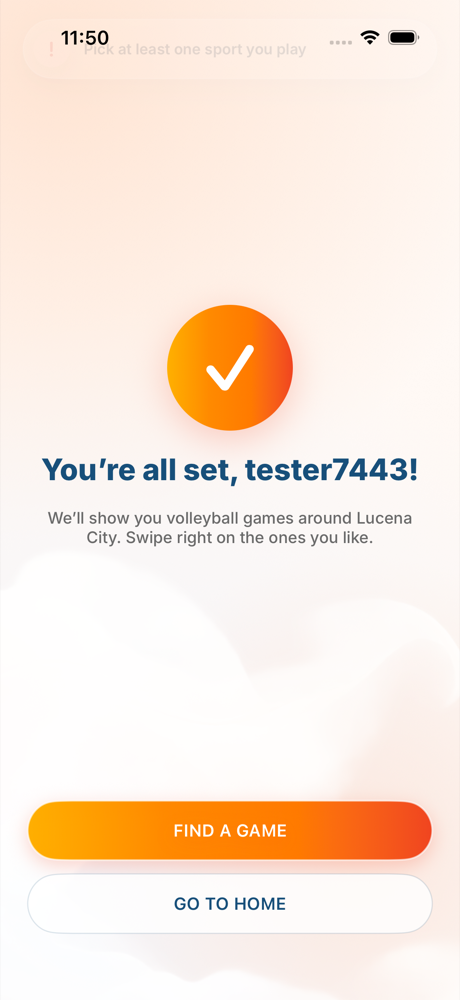 11:50
Pick at least one sport you play
You’re all set, tester7443!
We’ll show you volleyball games around Lucena
City. Swipe right on the ones you like.
FIND A GAME
GO TO HOME